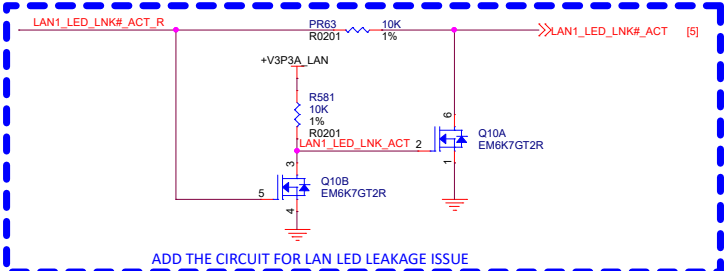 LAN1_LED_LNK#_ACT_R
PR63 10K
R0201 1%
LAN1_LED_LNK#_ACT [5]
+V3P3A_LAN
R581
10K
1%
R0201
LAN1_LED_LNK_ACT 2
6
Q10A
EM6K7GT2R
1
3
Q10B
EM6K7GT2R
5
4
ADD THE CIRCUIT FOR LAN LED LEAKAGE ISSUE